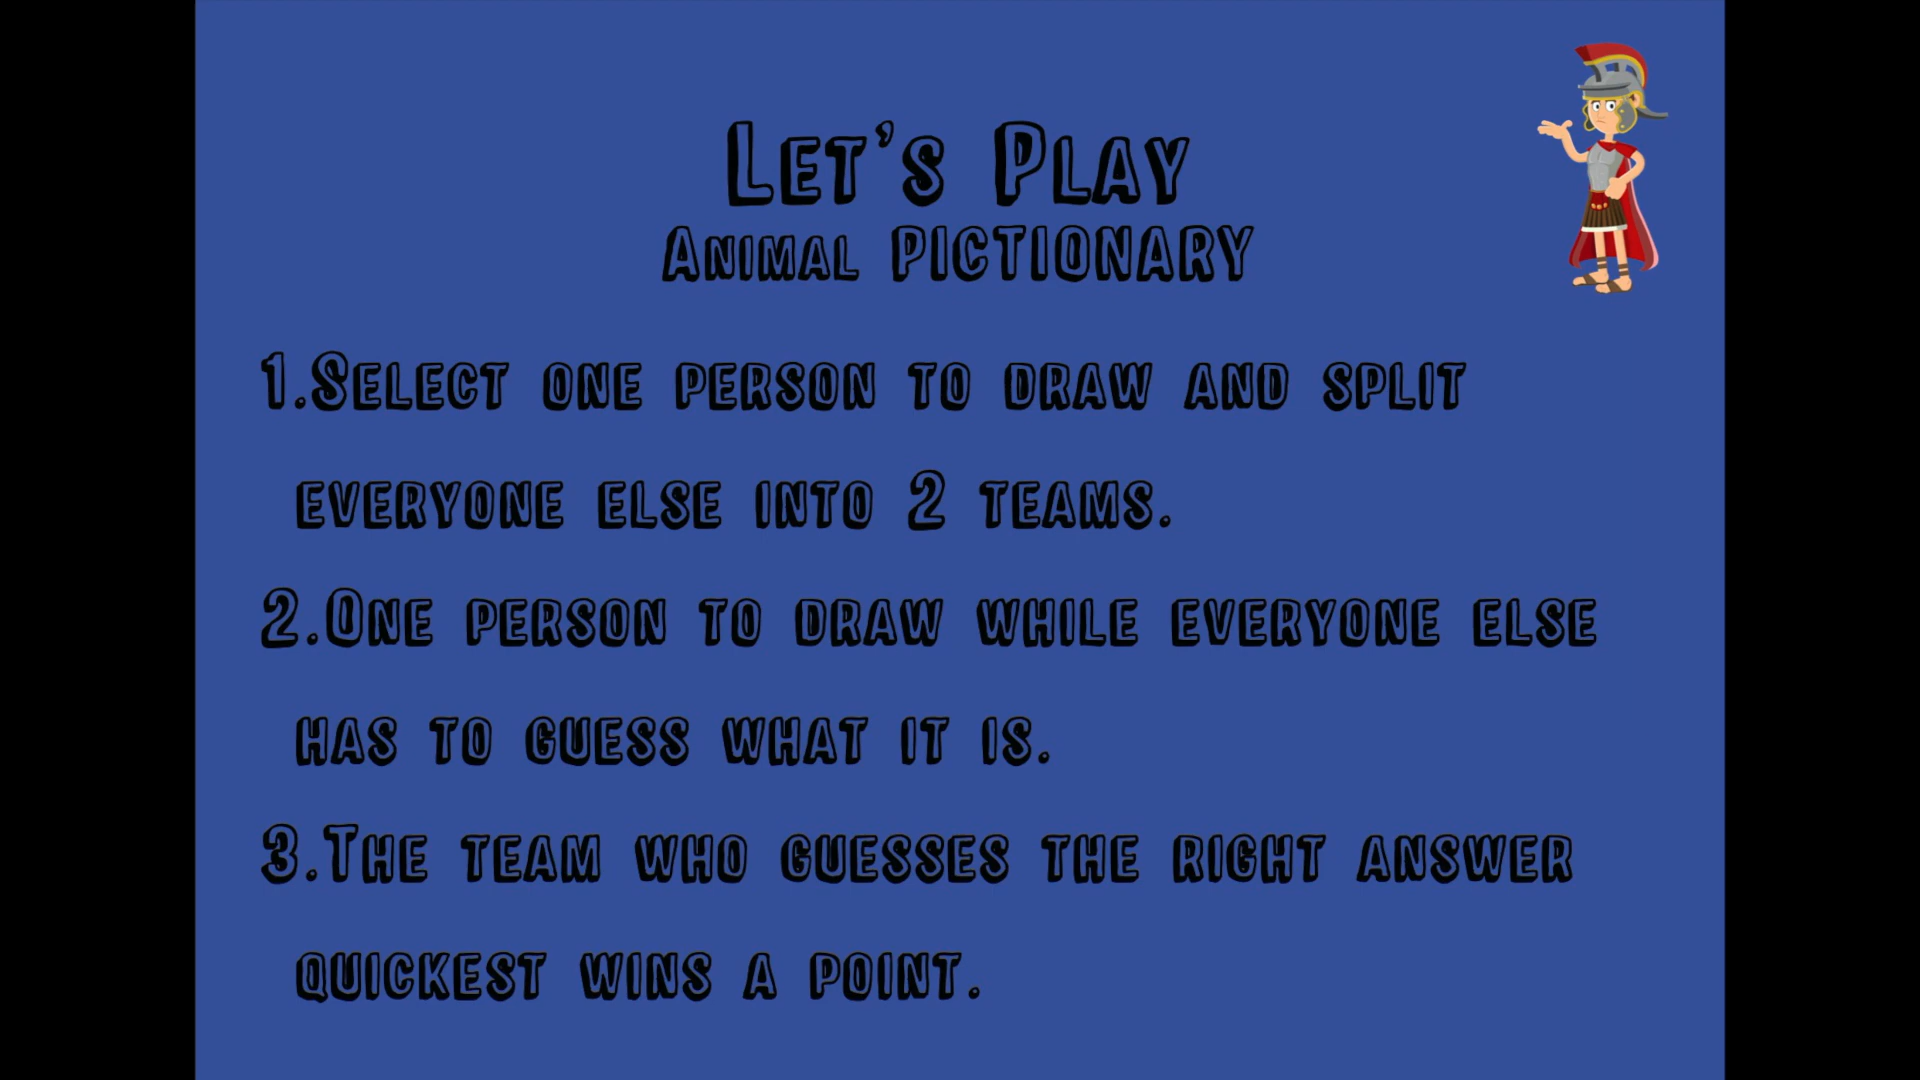 Let's Play
Animal PICTIONARY
1.Select one person to draw and split
everyone else into 2 teams.
2.One person to draw while everyone else
has to guess what it is.
3.The team who guesses the right answer
quickest wins a point.